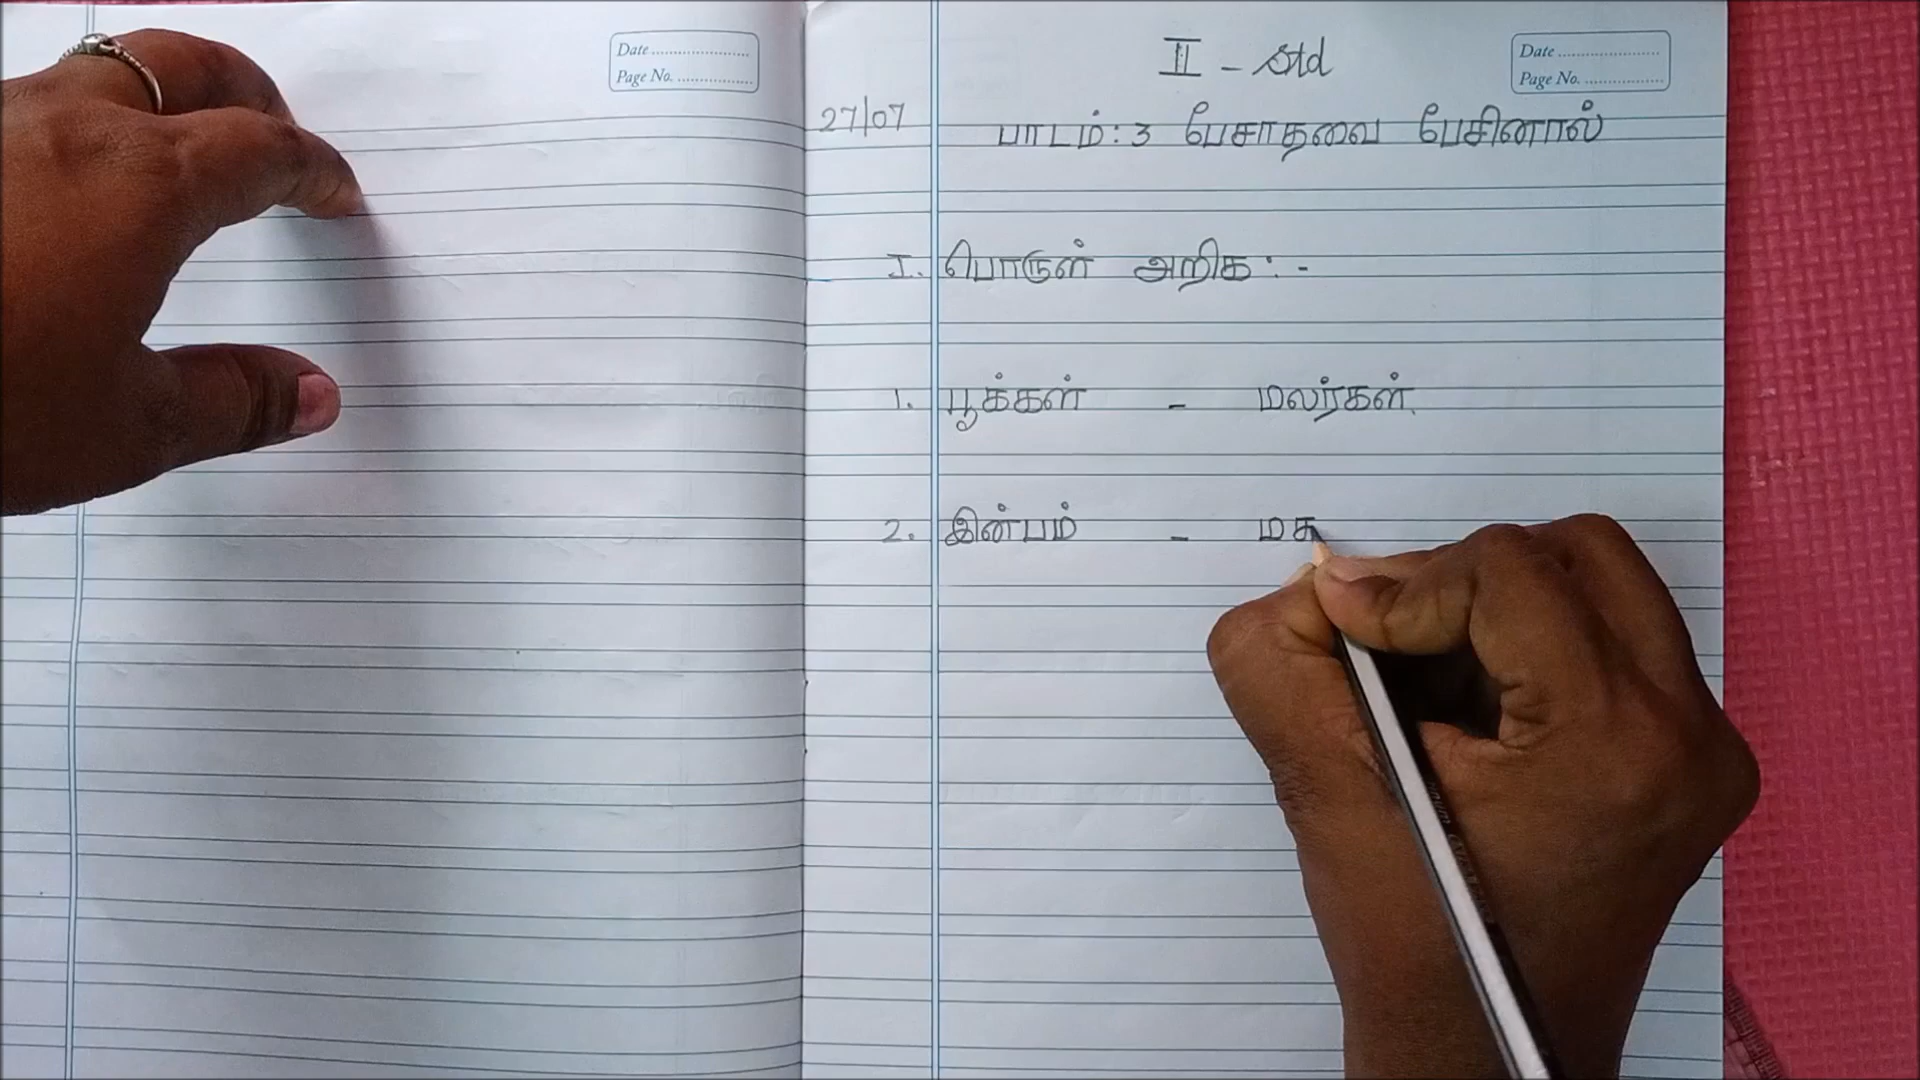 Date
Page No.
II - Std
Date
Page No.
27/07
பாடம்: 3 பேசாதவை பேசினால்
I. பொருள் அறிக :-
1. பூக்கள் - மலர்கள்.
2. இன்பம் - மக